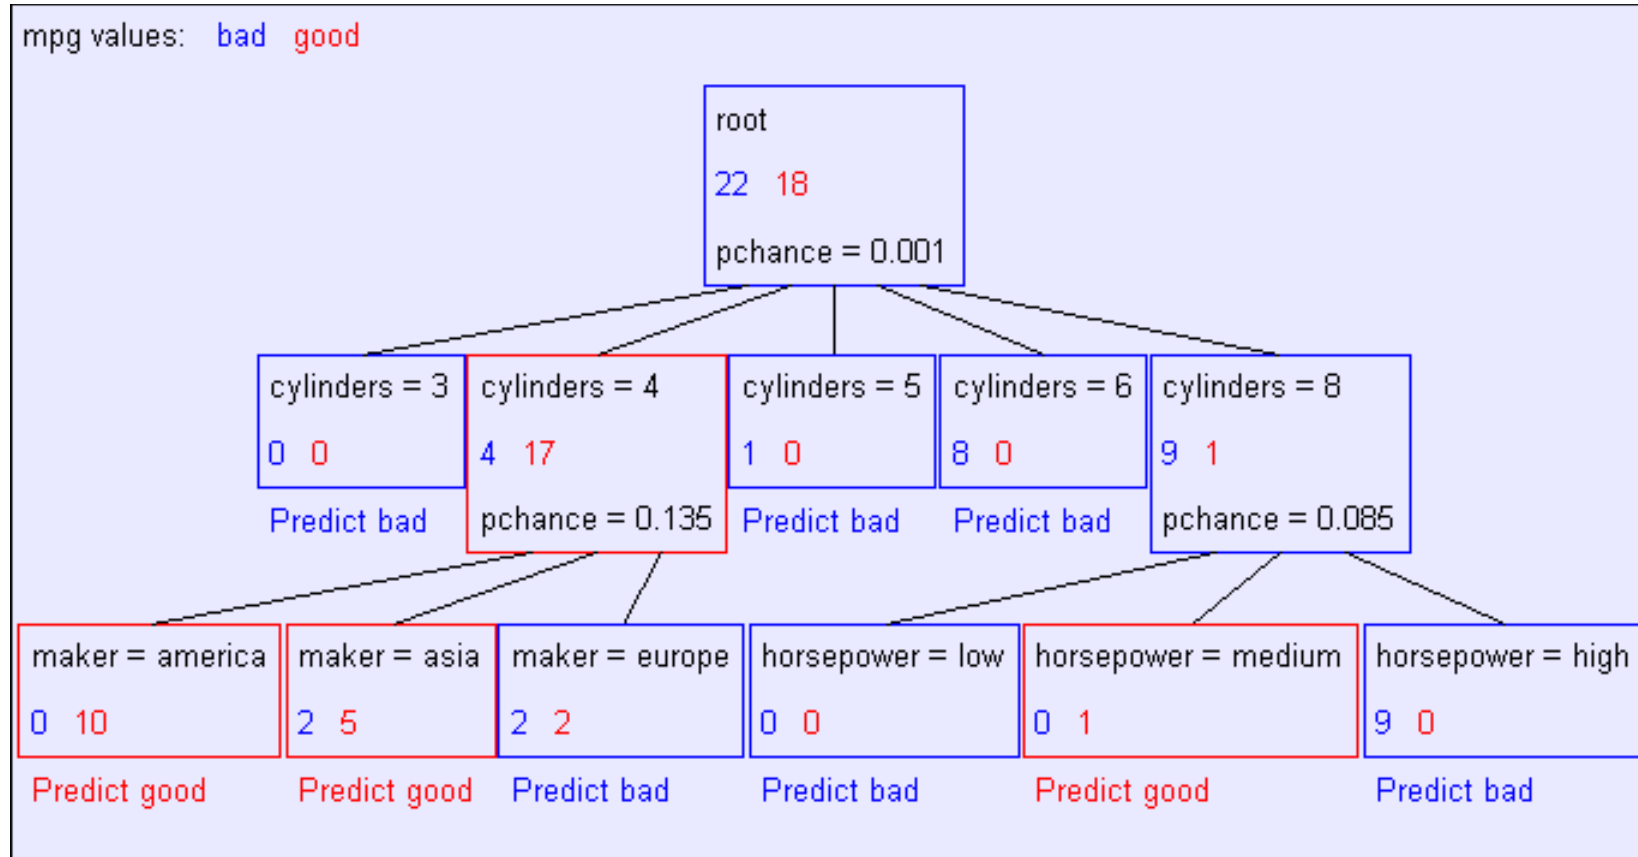 mpg values: bad good
root
22 18
pchance = 0.001
cylinders = 3
0 0
Predict bad
cylinders = 4
4 17
pchance = 0.135
cylinders = 5
1 0
Predict bad
cylinders = 6
8 0
Predict bad
cylinders = 8
9 1
pchance = 0.085
maker = america
0 10
Predict good
maker = asia
2 5
Predict good
maker = europe
2 2
Predict bad
horsepower = low
0 0
Predict bad
horsepower = medium
0 1
Predict good
horsepower = high
9 0
Predict bad